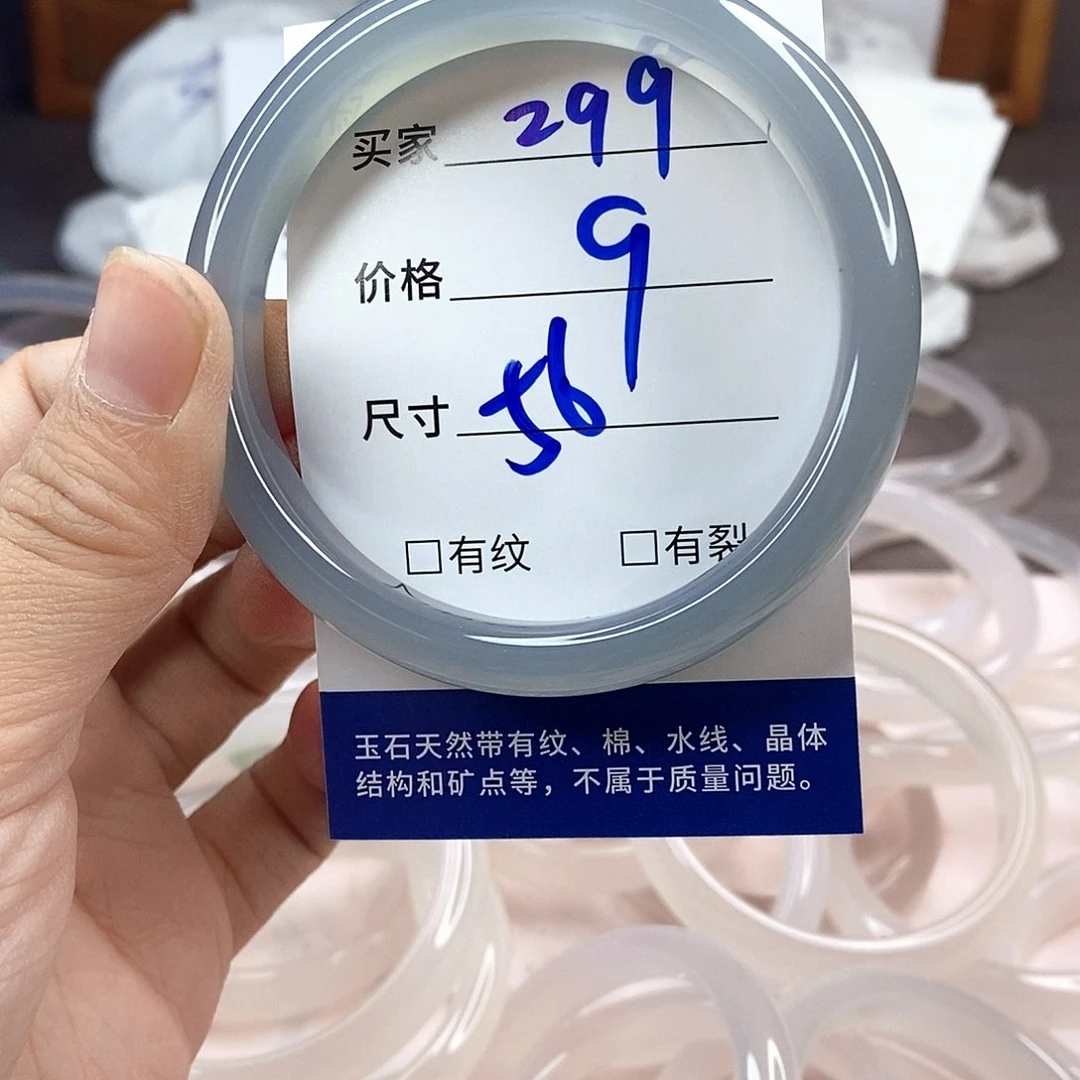 买家 299
价格 9
尺寸 56
□有纹 □有裂
玉石天然带有纹、棉、水线、晶体
结构和矿点等，不属于质量问题。